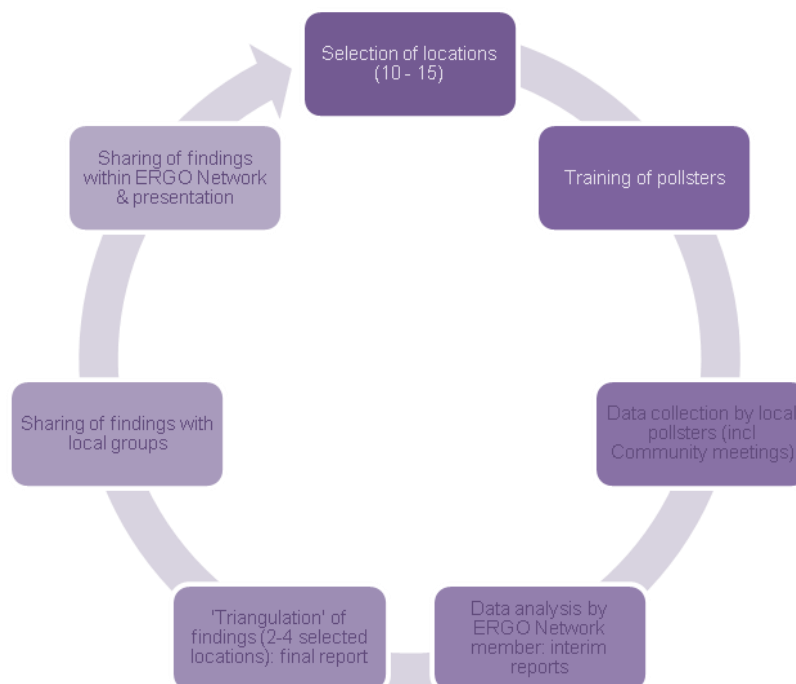 Selection of locations
(10 - 15)
Training of pollsters
Data collection by local
pollsters (incl
Community meetings)
Data analysis by
ERGO Network
member: interim
reports
'Triangulation' of
findings (2-4 selected
locations): final report
Sharing of findings with
local groups
Sharing of findings
within ERGO Network
& presentation